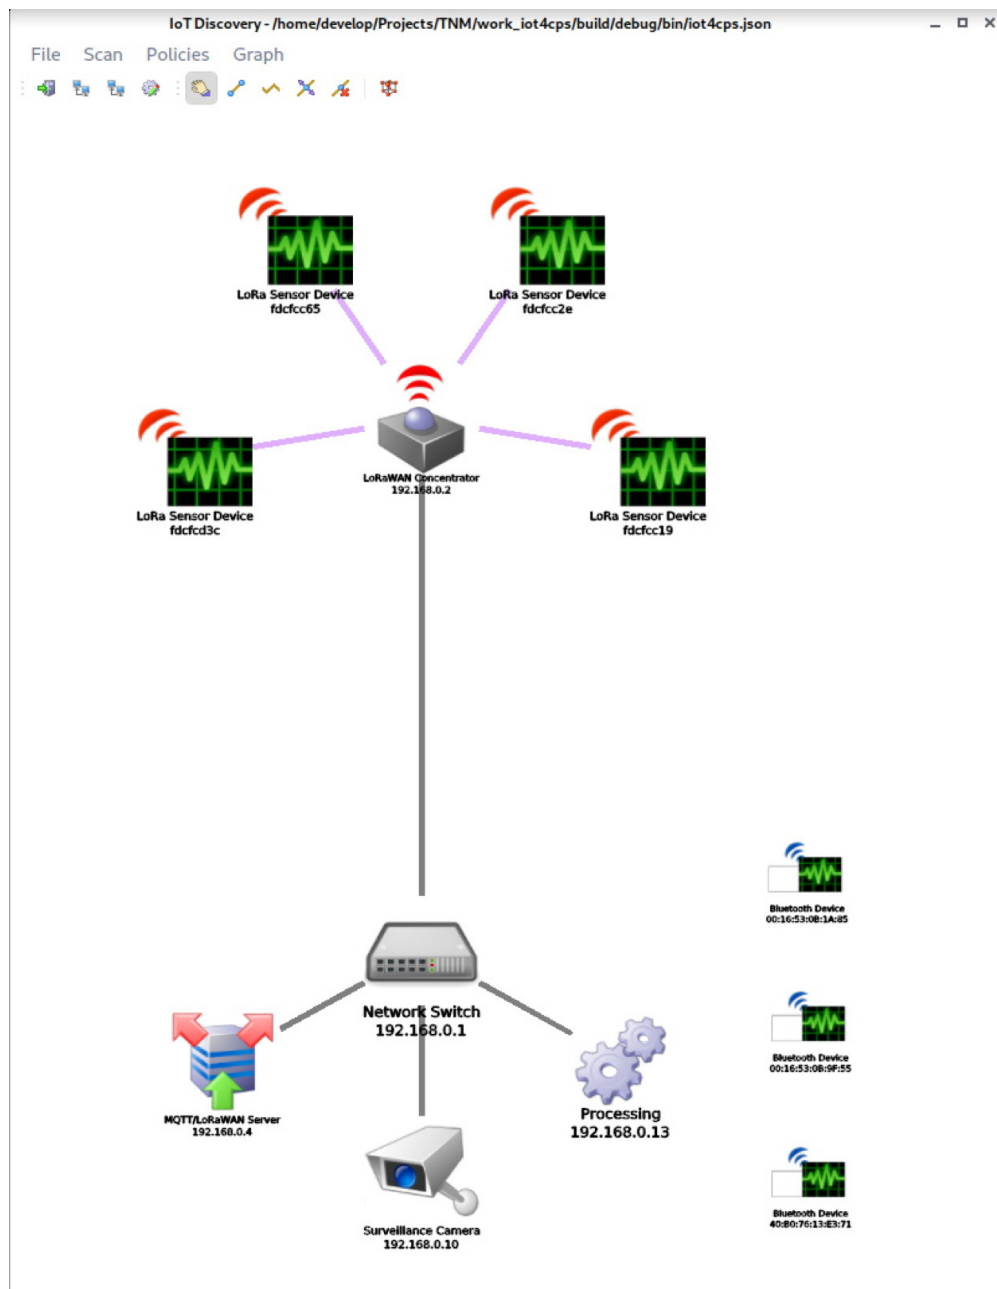 IoT Discovery - /home/develop/Projects/TNM/work_iot4cps/build/debug/bin/iot4cps.json
File Scan Policies Graph
LoRa Sensor Device
fdcfcc65
LoRa Sensor Device
fdcfcc2e
LoRaWAN Concentrator
192.168.0.2
LoRa Sensor Device
fdcfcd3c
LoRa Sensor Device
fdcfcc19
Bluetooth Device
00:16:53:0B:1A:85
Network Switch
192.168.0.1
Bluetooth Device
00:16:53:0B:9F:55
MQTT/LoRaWAN Server
192.168.0.4
Processing
192.168.0.13
Surveillance Camera
192.168.0.10
Bluetooth Device
40:B0:76:13:E3:71